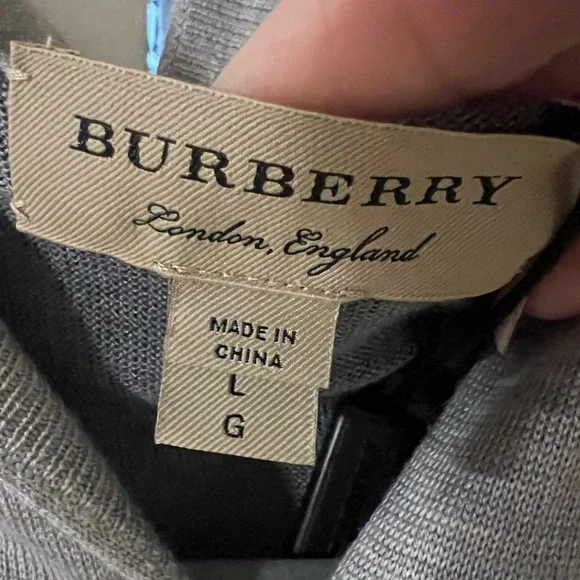 BURBERRY
London, England
MADE IN
CHINA
L
G